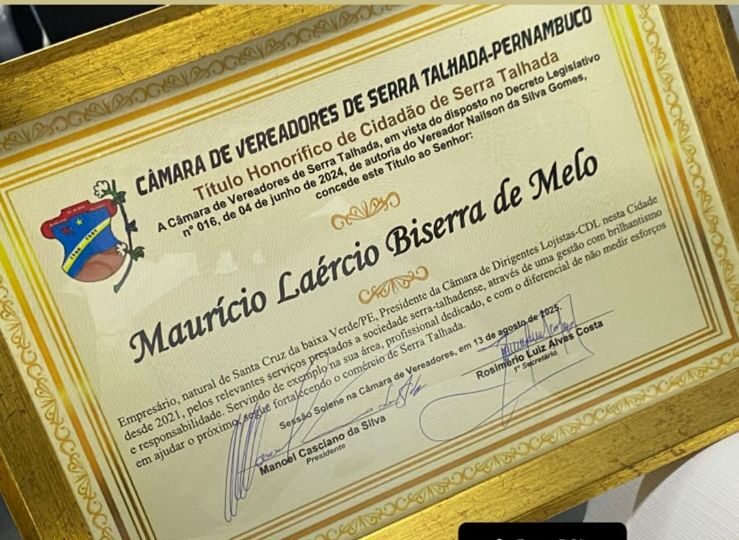 CÂMARA DE VEREADORES DE SERRA TALHADA-PERNAMBUCO
Título Honorífico de Cidadão de Serra Talhada
A Câmara de Vereadores de Serra Talhada, em vista do disposto no Decreto Legislativo
n° 016, de 04 de junho de 2024, de autoria do Vereador Nailson da Silva Gomes,
concede este Título ao Senhor:
Maurício Laércio Biserra de Melo
Empresário, natural de Santa Cruz da baixa Verde/PE, Presidente da Câmara de Dirigentes Lojistas-CDL nesta Cidade
desde 2021, pelos relevantes serviços prestados a sociedade serra-talhadense, através de uma gestão com brilhantismo
e responsabilidade. Servindo de exemplo na sua área, profissional dedicado, e com o diferencial de não medir esforços
em ajudar o próximo, segue fortalecendo o comércio de Serra Talhada.
Sessão Solene na Câmara de Vereadores, em 13 de agosto de 2025
Manoel Casciano da Silva
Presidente
Rosimério Luiz Alves Costa
1° Secretário